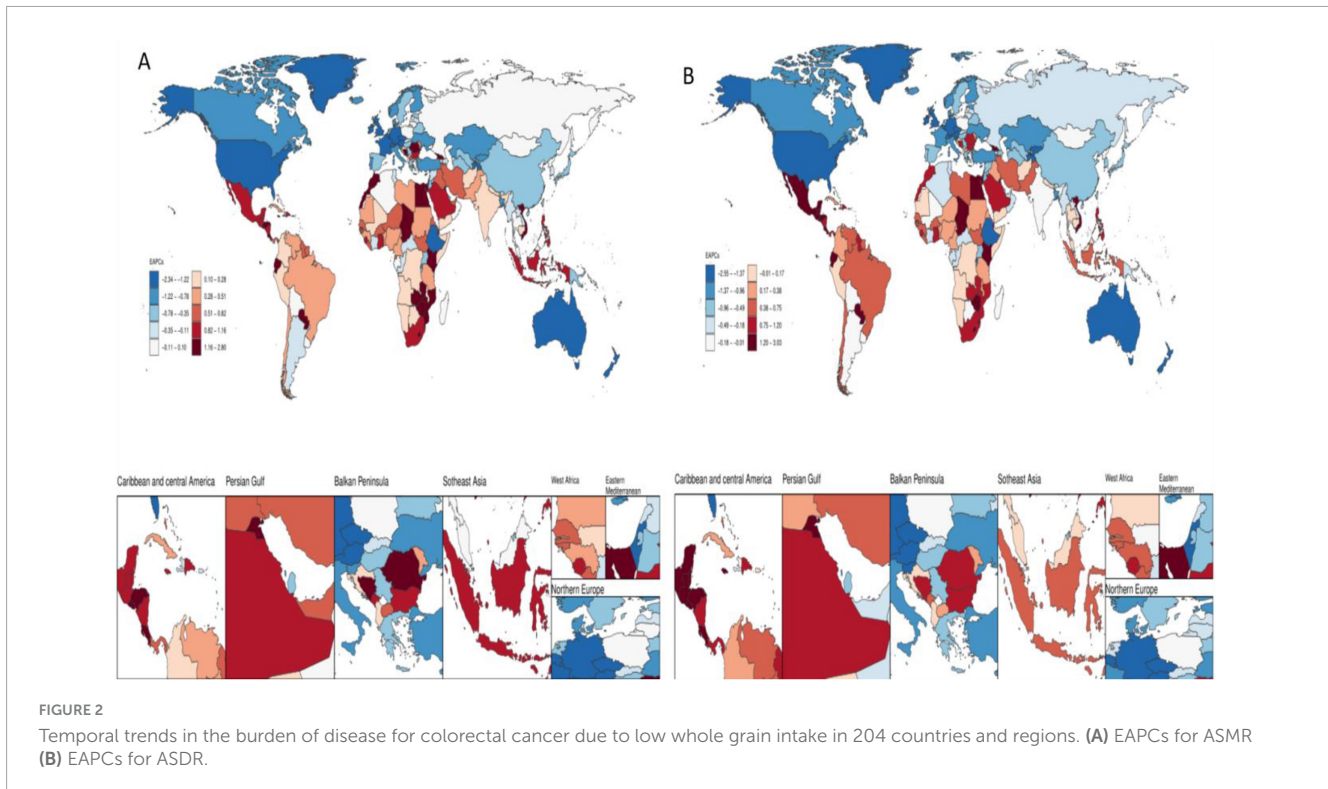 A
B
EAPCs
-2.34 – -1.22
-1.22 – -0.78
-0.78 – -0.35
-0.35 – -0.11
-0.11 – 0.10
0.10 – 0.28
0.28 – 0.51
0.51 – 0.82
0.82 – 1.16
1.16 – 2.80
EAPCs
-2.55 – -1.37
-1.37 – -0.96
-0.96 – -0.49
-0.49 – -0.18
-0.18 – -0.01
-0.01 – 0.17
0.17 – 0.38
0.38 – 0.75
0.75 – 1.20
1.20 – 3.03
Caribbean and central America
Persian Gulf
Balkan Peninsula
Sotheast Asia
West Africa
Eastern
Mediterranean
Northern Europe
Caribbean and central America
Persian Gulf
Balkan Peninsula
Sotheast Asia
West Africa
Eastern
Mediterranean
Northern Europe
FIGURE 2
Temporal trends in the burden of disease for colorectal cancer due to low whole grain intake in 204 countries and regions. (A) EAPCs for ASMR
(B) EAPCs for ASDR.